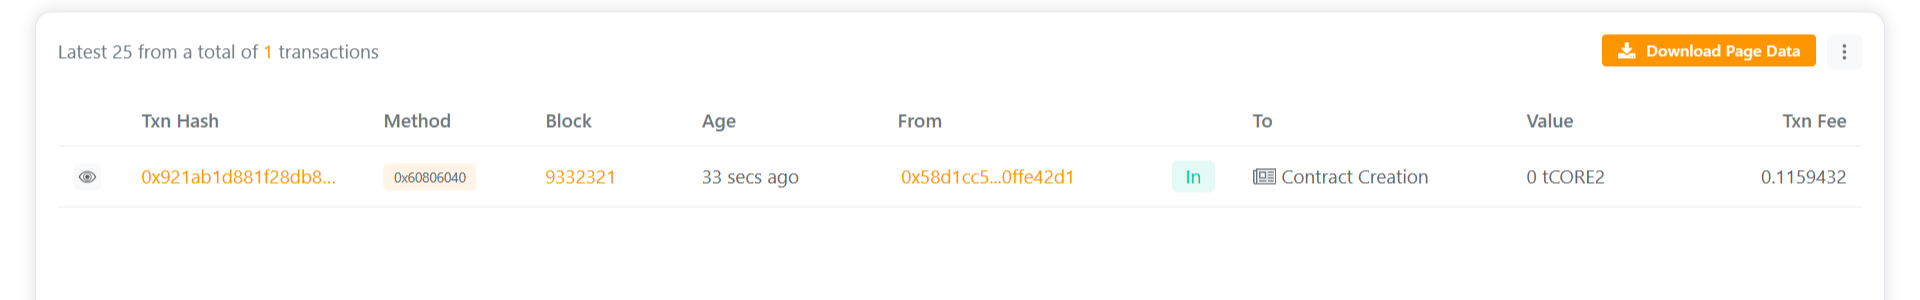 Latest 25 from a total of 1 transactions
Download Page Data
Txn Hash Method Block Age From To Value Txn Fee
0x921ab1d881f28db8... 0x60806040 9332321 33 secs ago 0x58d1cc5...0ffe42d1 In Contract Creation 0 tCORE2 0.1159432